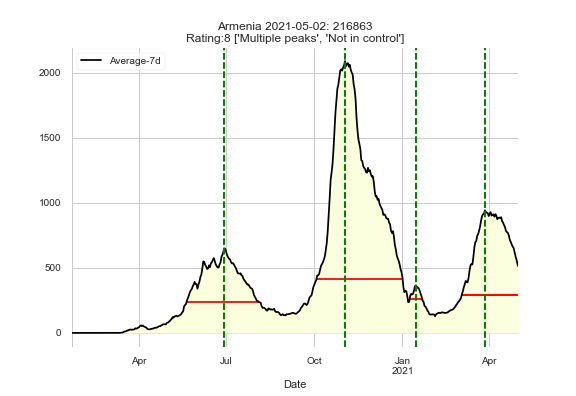 Armenia 2021-05-02: 216863
Rating:8 ['Multiple peaks', 'Not in control']
Average-7d
2000
1500
1000
500
0
Apr
Jul
Oct
Jan
2021
Apr
Date